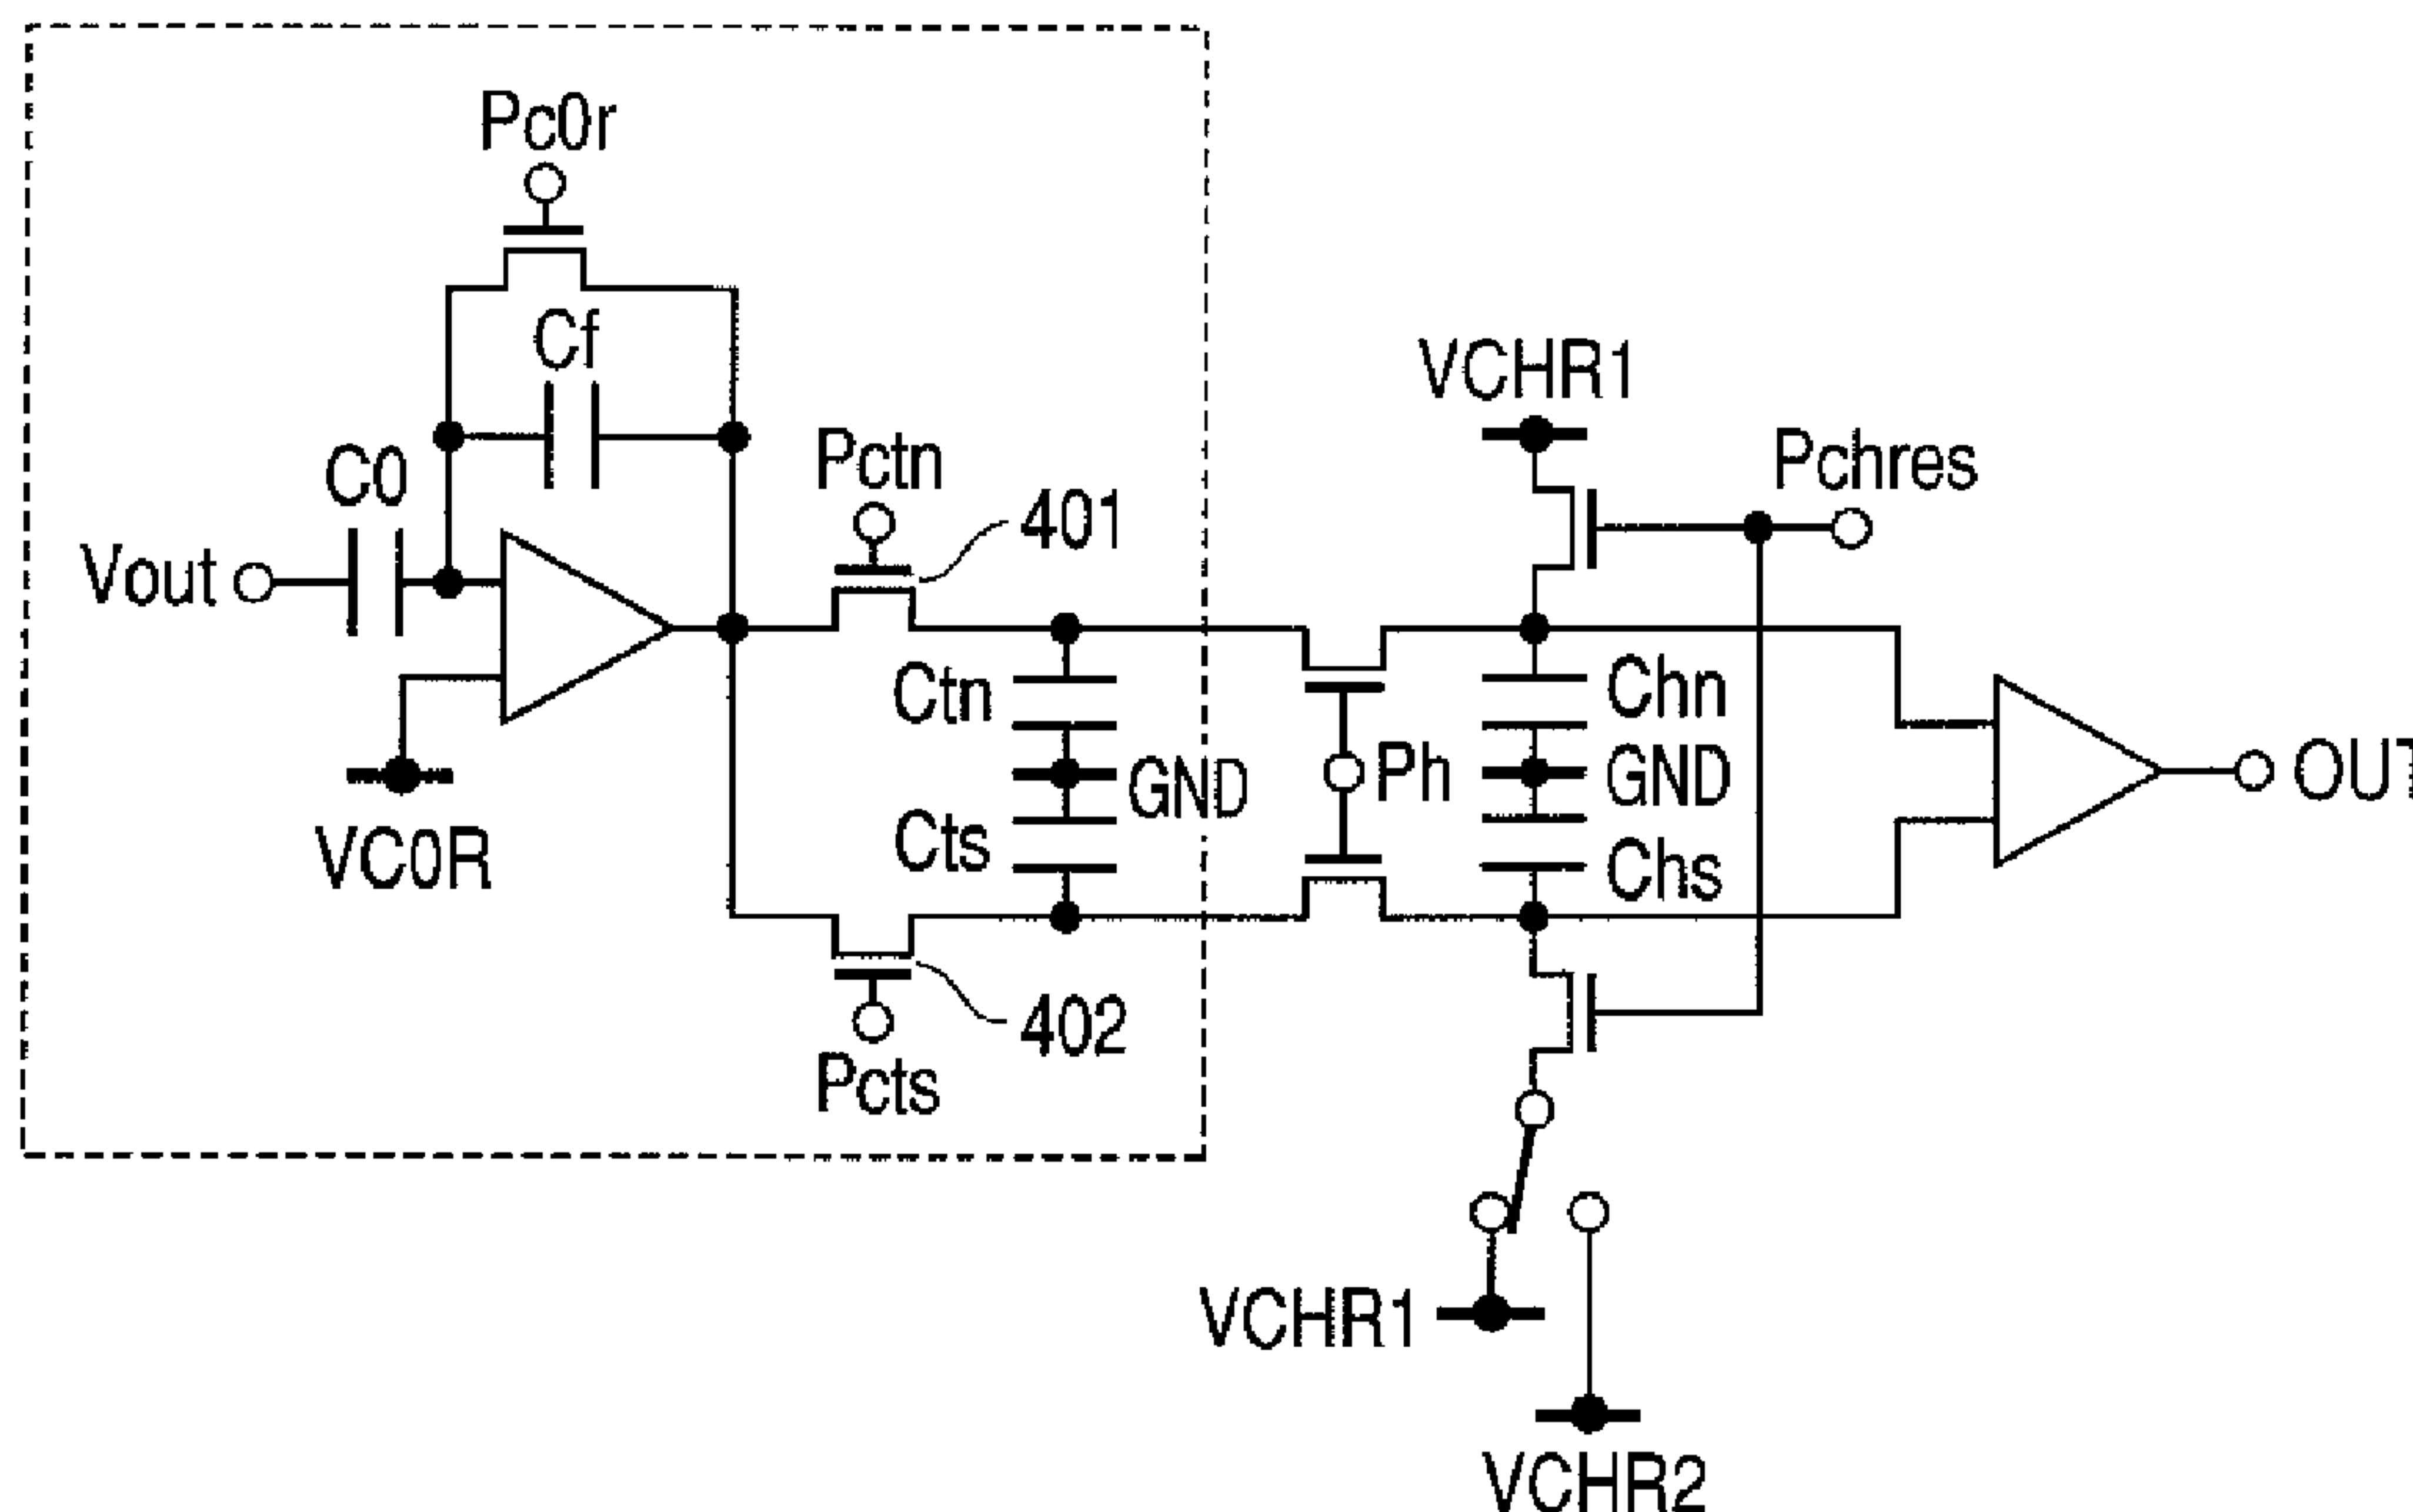 Pc0r
Cf
C0
Vout
VC0R
Pctn
401
Ctn
GND
Cts
402
Pcts
VCHR1
Pchres
Ph
Chn
GND
Chs
OUT
VCHR1
VCHR2